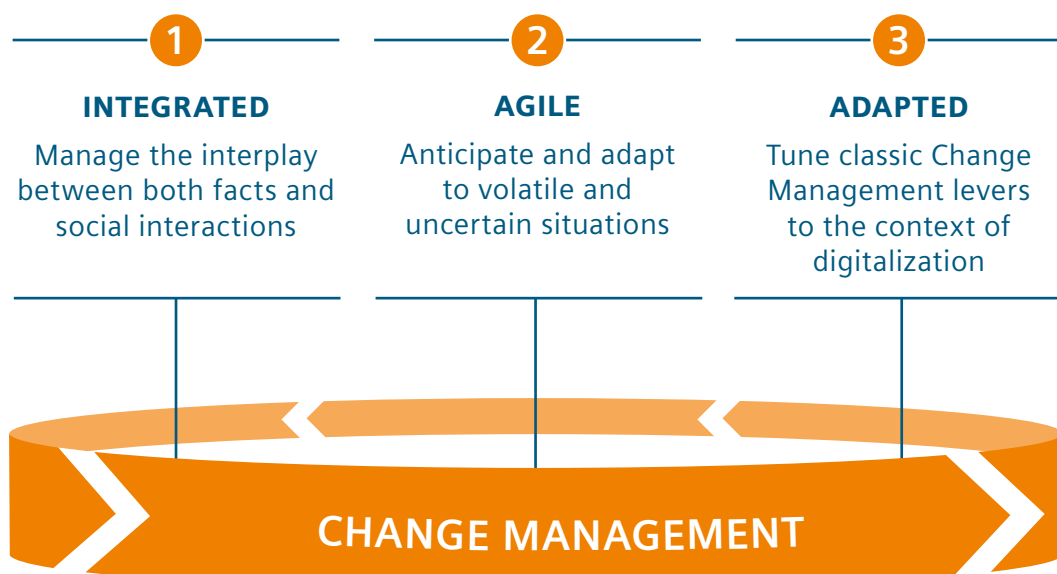 1
INTEGRATED
Manage the interplay
between both facts and
social interactions
2
AGILE
Anticipate and adapt
to volatile and
uncertain situations
3
ADAPTED
Tune classic Change
Management levers
to the context of
digitalization
CHANGE MANAGEMENT